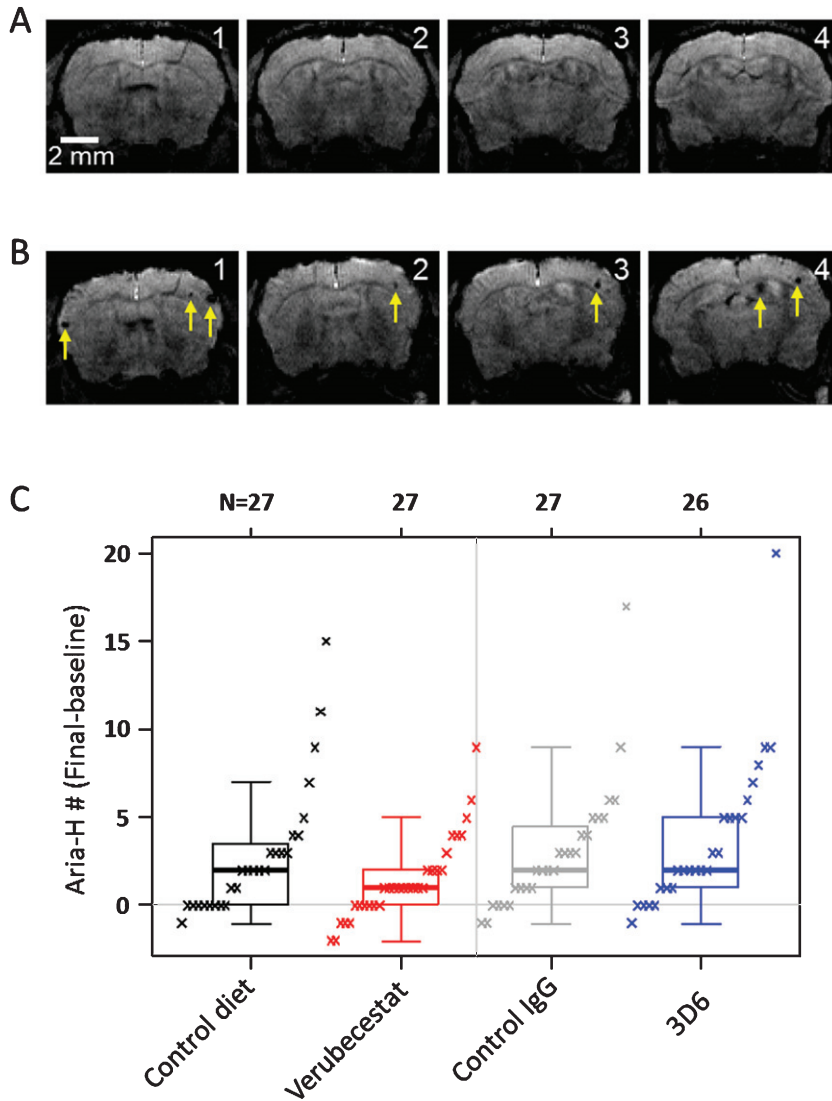 A
1
2
3
4
2 mm
B
1
2
3
4
C
N=27 27 27 26
Aria-H # (Final-baseline)
20
15
10
5
0
Control diet
Verubecestat
Control IgG
3D6